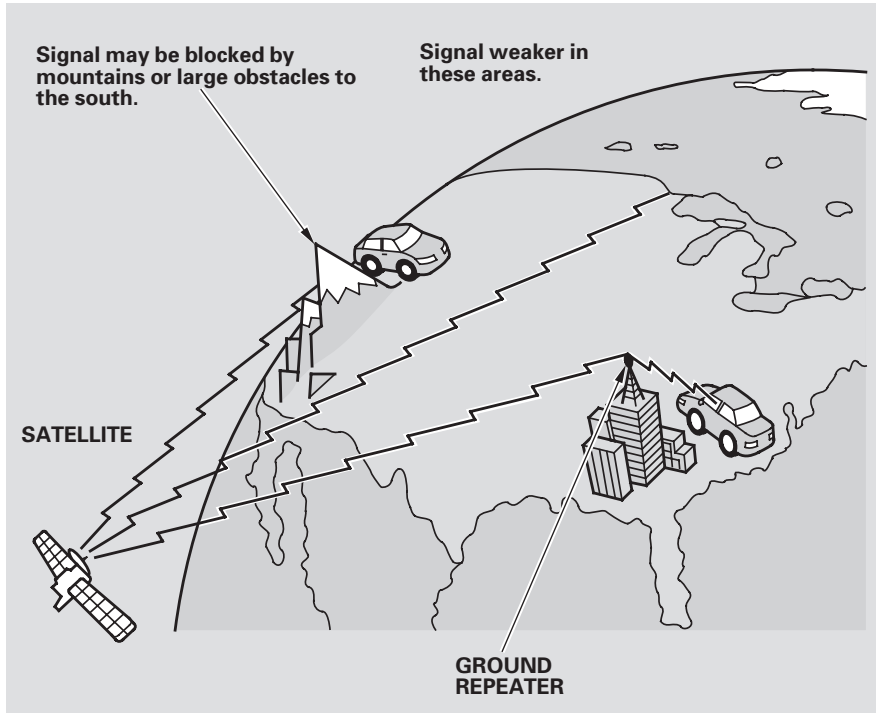 Signal may be blocked by
mountains or large obstacles to
the south.
Signal weaker in
these areas.
SATELLITE
GROUND
REPEATER